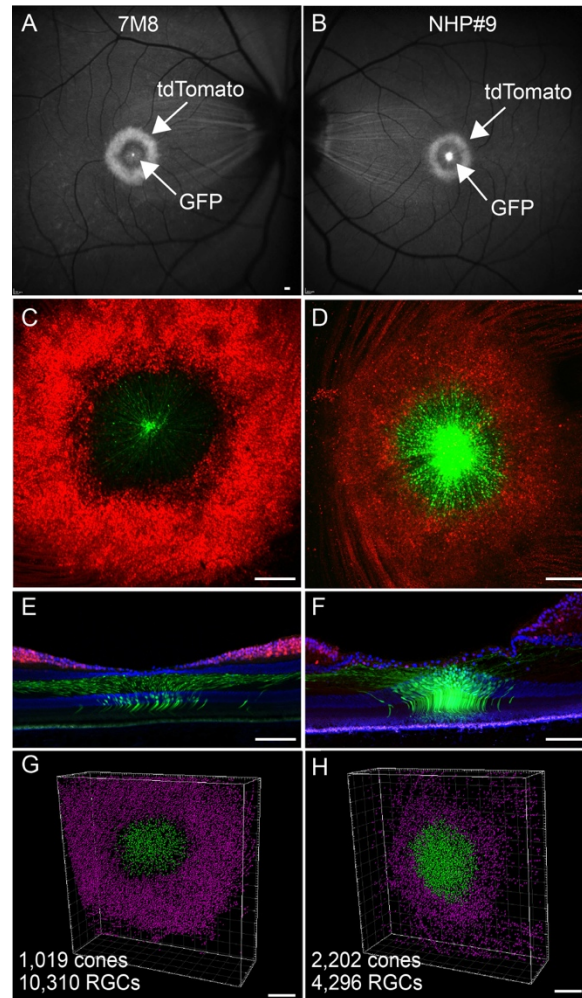 A
7M8
tdTomato
GFP
B
NHP#9
tdTomato
GFP
C
D
E
F
G
1,019 cones
10,310 RGCs
H
2,202 cones
4,296 RGCs